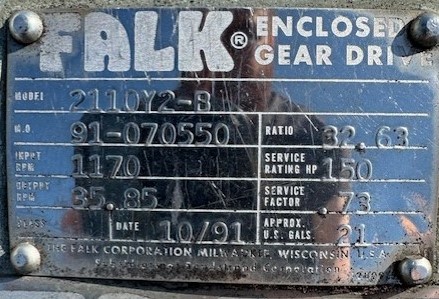 FALK® ENCLOSED
GEAR DRIVE
MODEL 2110Y2-B
M.O. 91-070550 RATIO 32.63
INPUT RPM 1170 SERVICE RATING HP 150
OUTPUT RPM 35.85 SERVICE FACTOR .73
DATE 10/91 APPROX. U.S. GALS. 21
THE FALK CORPORATION MILWAUKEE, WISCONSIN, U.S.A.
Corporation